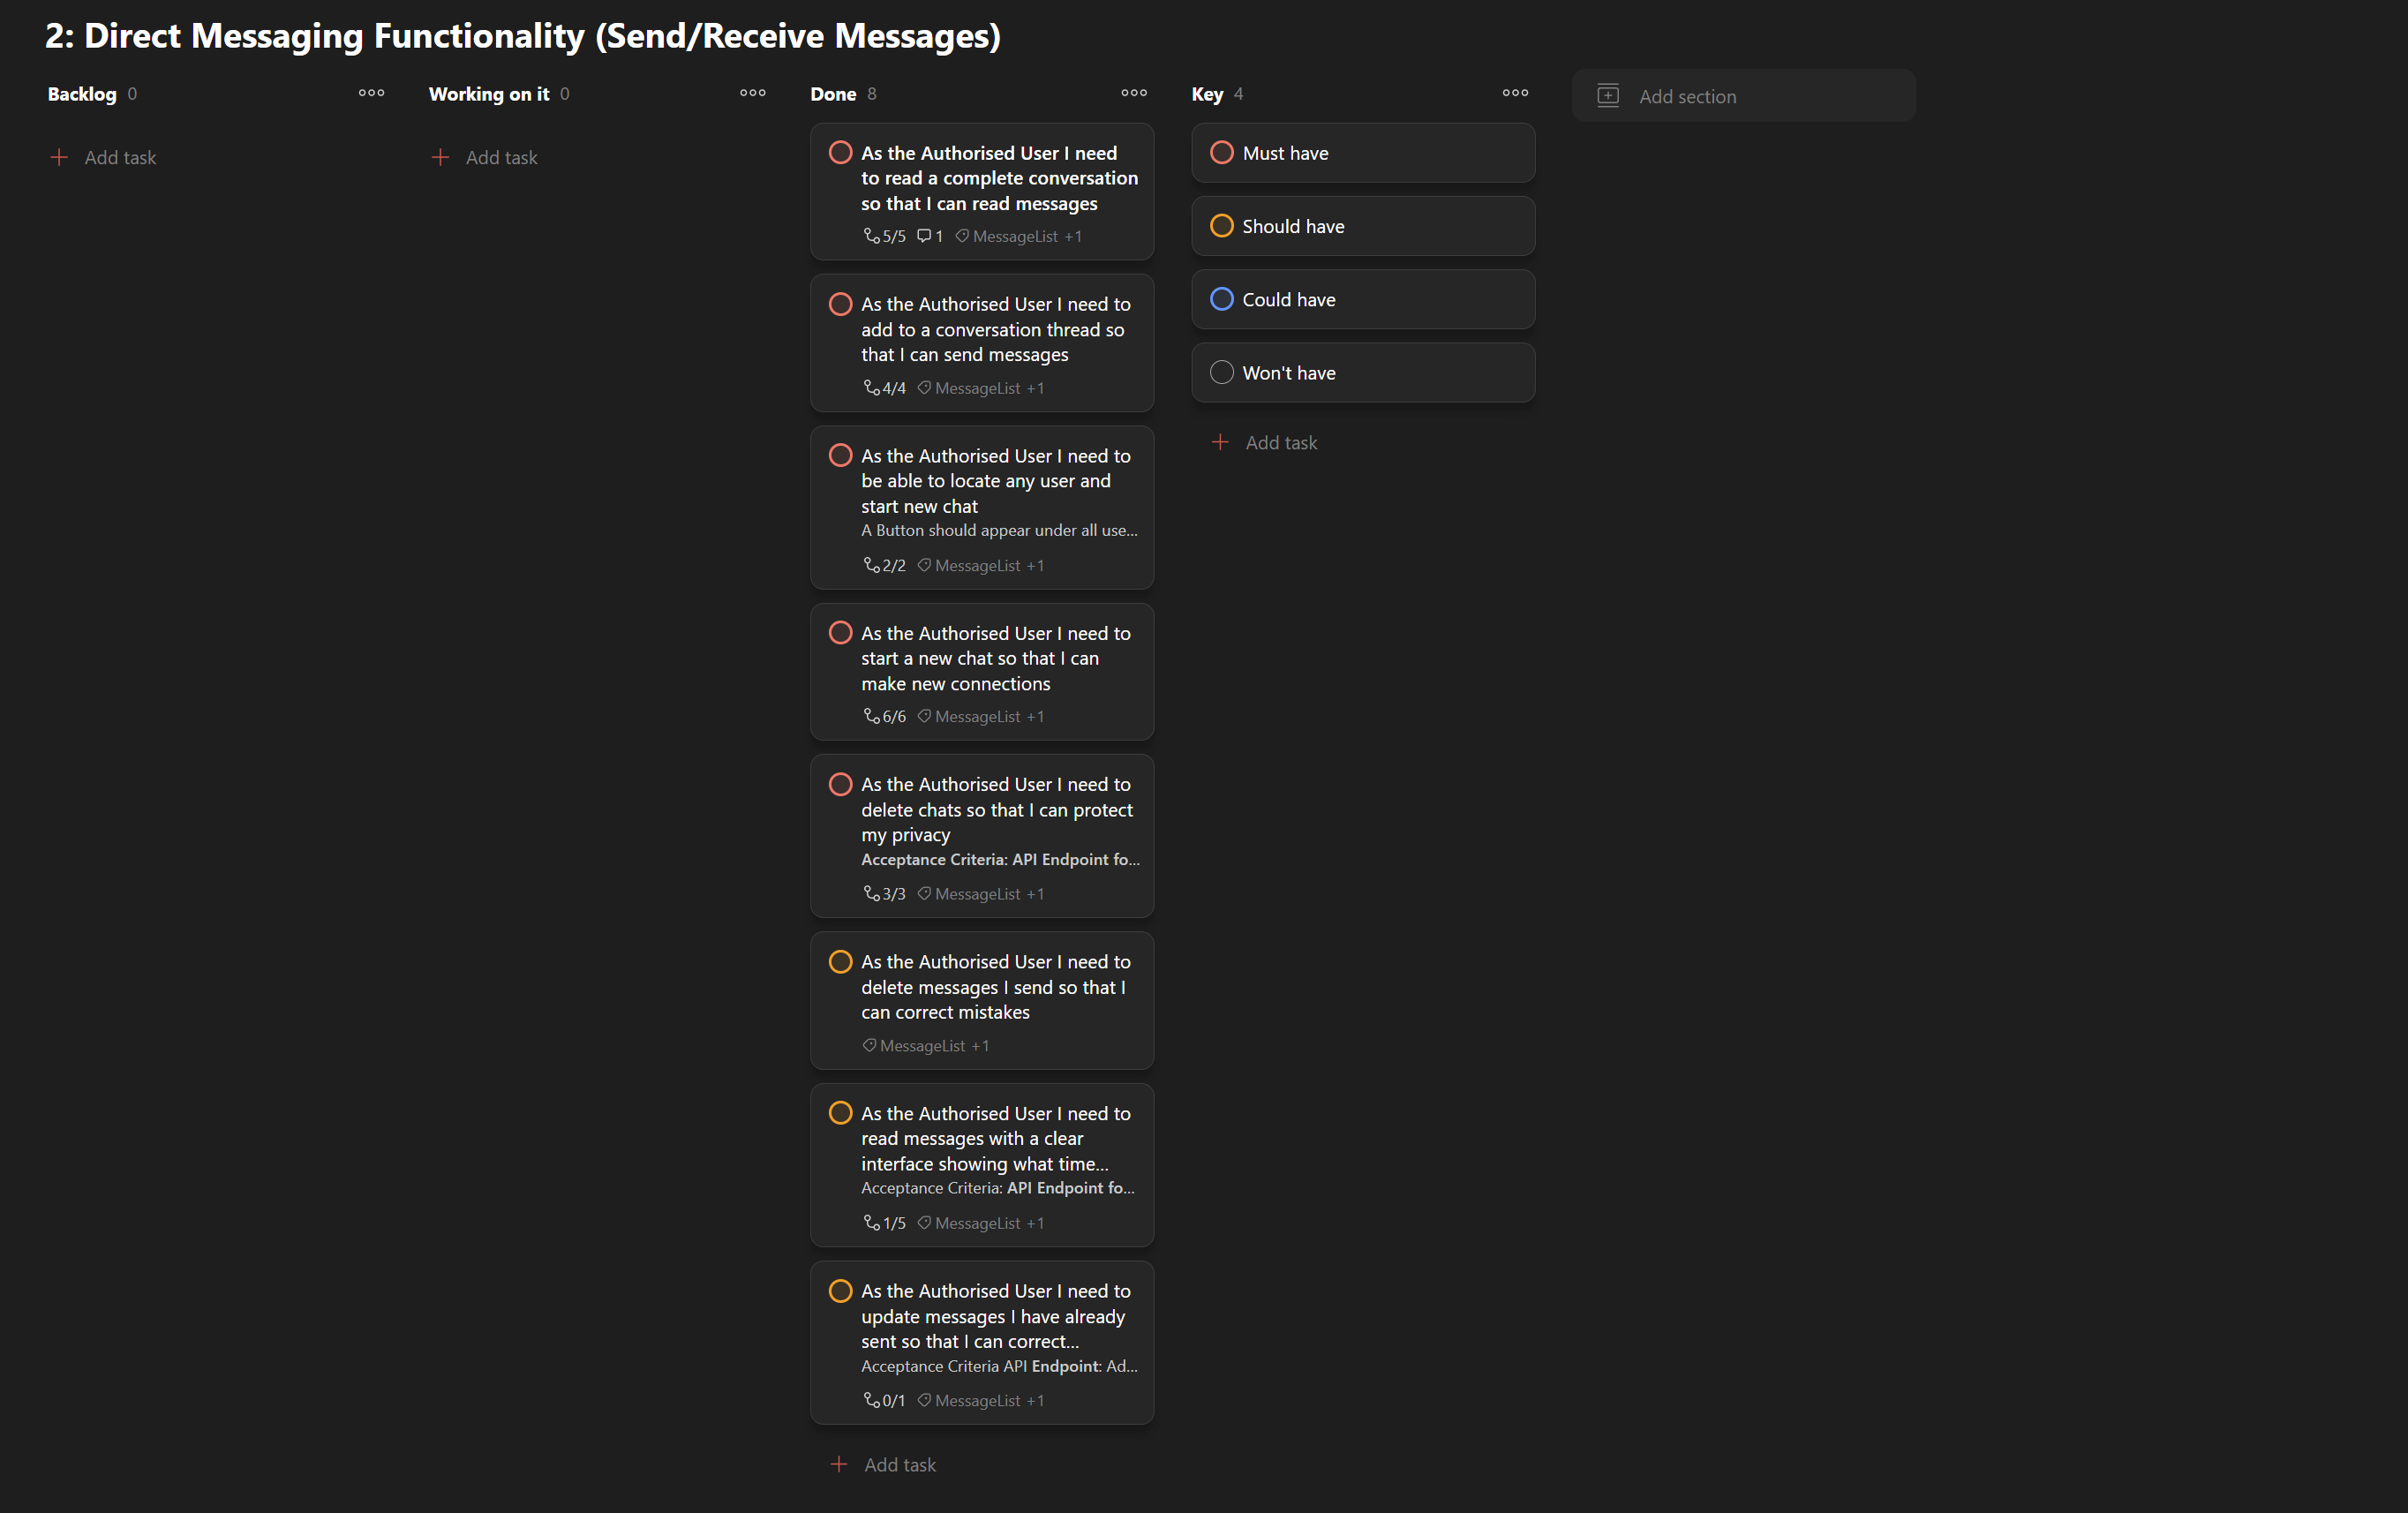 2: Direct Messaging Functionality (Send/Receive Messages)
Backlog 0
Add task
Working on it 0
Add task
Done 8
As the Authorised User I need
to read a complete conversation
so that I can read messages
5/5 1 MessageList +1
As the Authorised User I need to
add to a conversation thread so
that I can send messages
4/4 MessageList +1
As the Authorised User I need to
be able to locate any user and
start new chat
A Button should appear under all use...
2/2 MessageList +1
As the Authorised User I need to
start a new chat so that I can
make new connections
6/6 MessageList +1
As the Authorised User I need to
delete chats so that I can protect
my privacy
Acceptance Criteria: API Endpoint fo...
3/3 MessageList +1
As the Authorised User I need to
delete messages I send so that I
can correct mistakes
MessageList +1
As the Authorised User I need to
read messages with a clear
interface showing what time...
Acceptance Criteria: API Endpoint fo...
1/5 MessageList +1
As the Authorised User I need to
update messages I have already
sent so that I can correct...
Acceptance Criteria API Endpoint: Ad...
0/1 MessageList +1
Add task
Key 4
Must have
Should have
Could have
Won't have
Add task
Add section